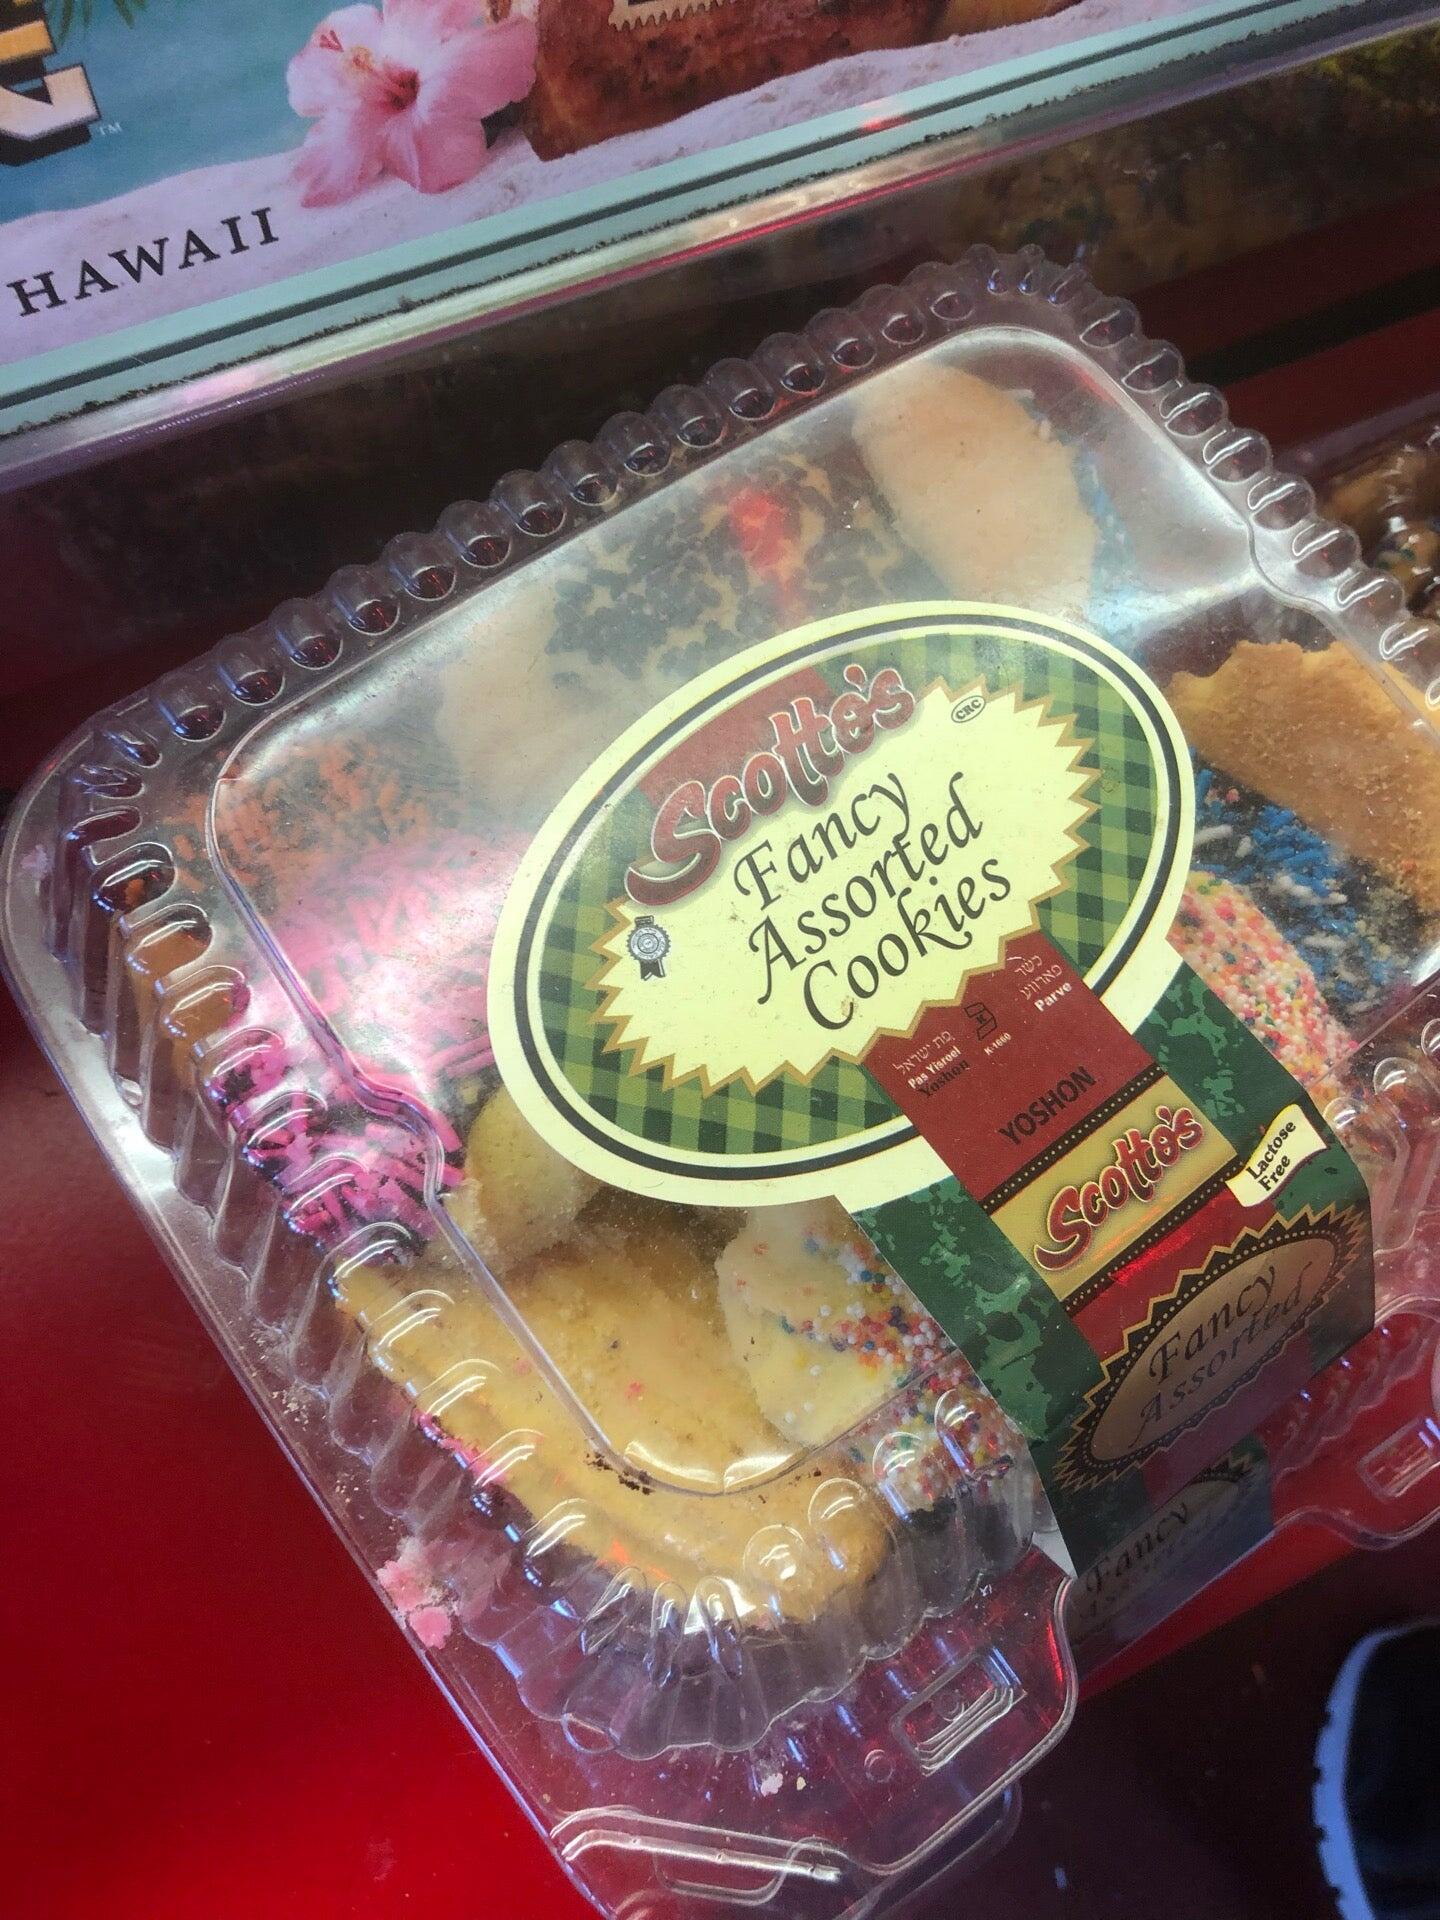 ™
HAWAII
Scotto's
CRC
Fancy
Assorted
Cookies
כשר
פארווע
Parve
K
K-1660
פת ישראל
Pas Yisroel
Yoshon
YOSHON
Scotto's
Lactose
Free
Fancy
Assorted
Fancy